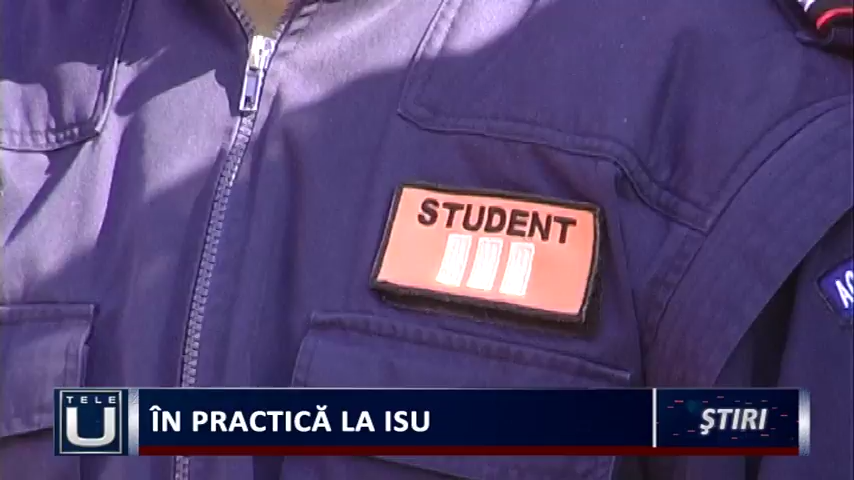 STUDENT
TELE
U
ÎN PRACTICĂ LA ISU
ŞTIRI